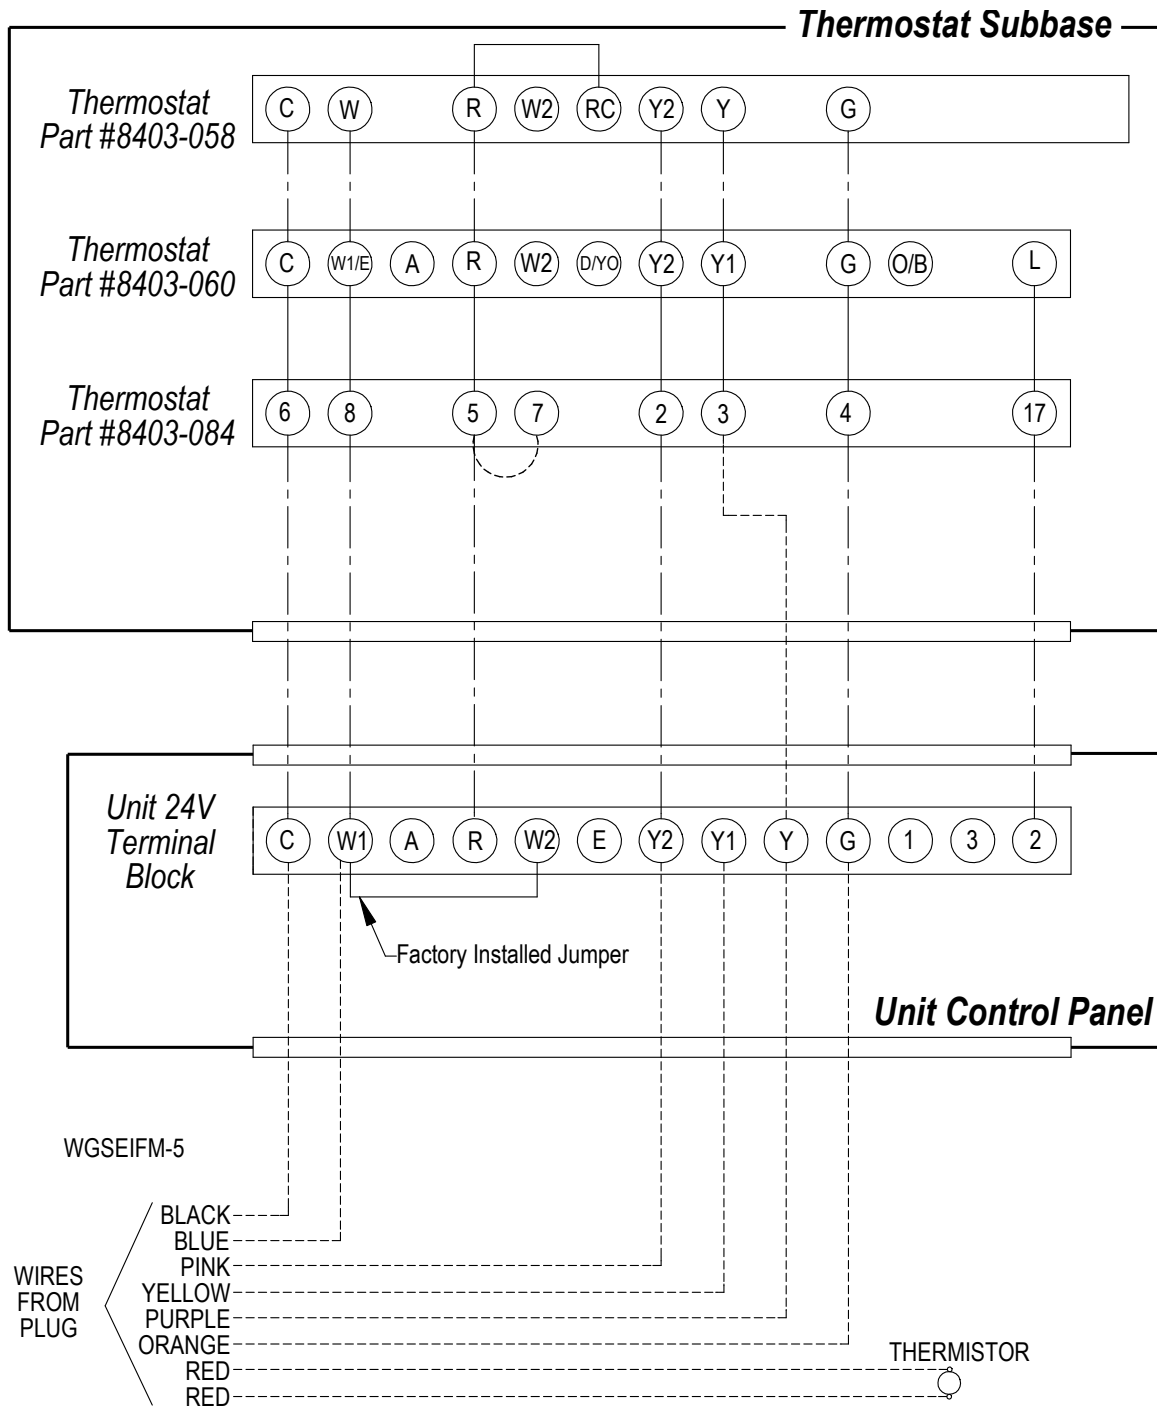 Thermostat Subbase
Thermostat
Part #8403-058
C W R W2 RC Y2 Y G
Thermostat
Part #8403-060
C W1/E A R W2 D/YO Y2 Y1 G O/B L
Thermostat
Part #8403-084
6 8 5 7 2 3 4 17
Unit 24V
Terminal
Block
C W1 A R W2 E Y2 Y1 Y G 1 3 2
Factory Installed Jumper
Unit Control Panel
WGSEIFM-5
WIRES
FROM
PLUG
BLACK
BLUE
PINK
YELLOW
PURPLE
ORANGE
RED
RED
THERMISTOR